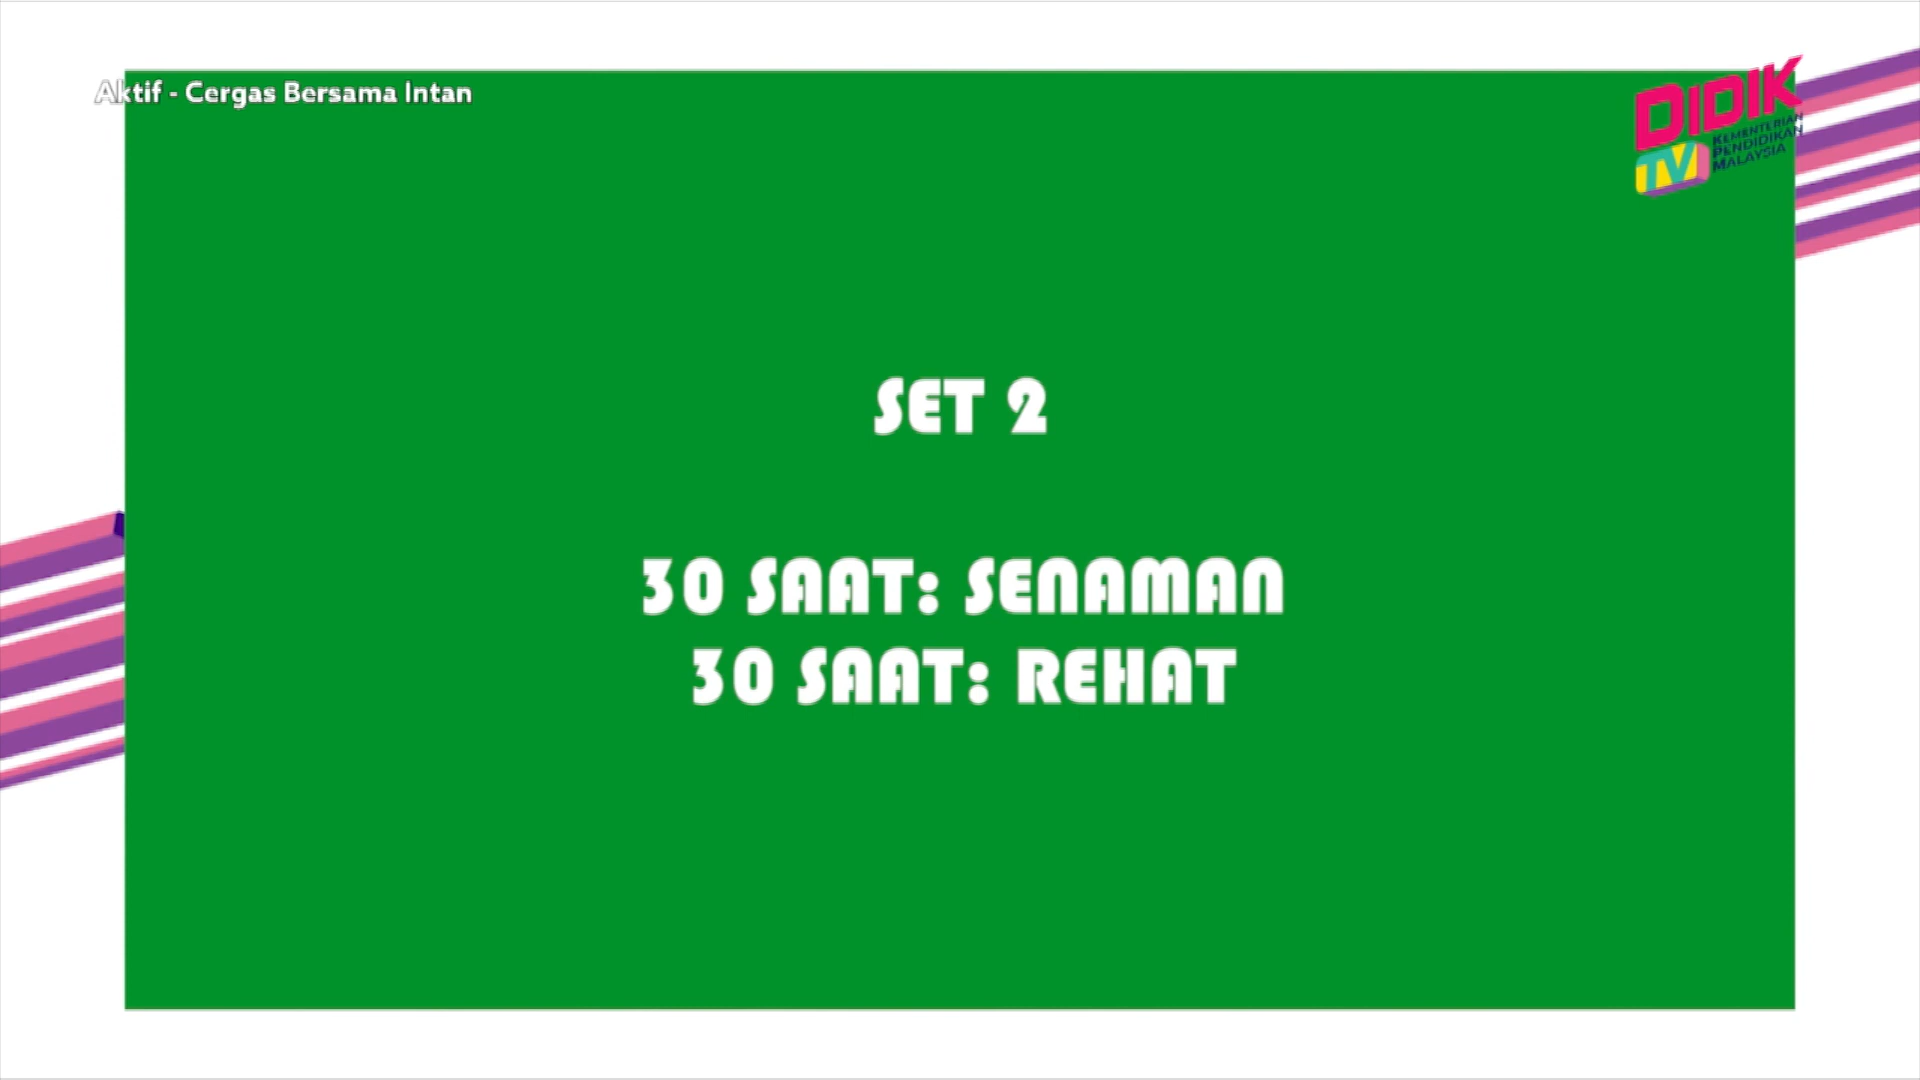 Aktif - Cergas Bersama Intan
DIDIK
TV
KEMENTERIAN
PENDIDIKAN
MALAYSIA
SET 2
30 SAAT: SENAMAN
30 SAAT: REHAT